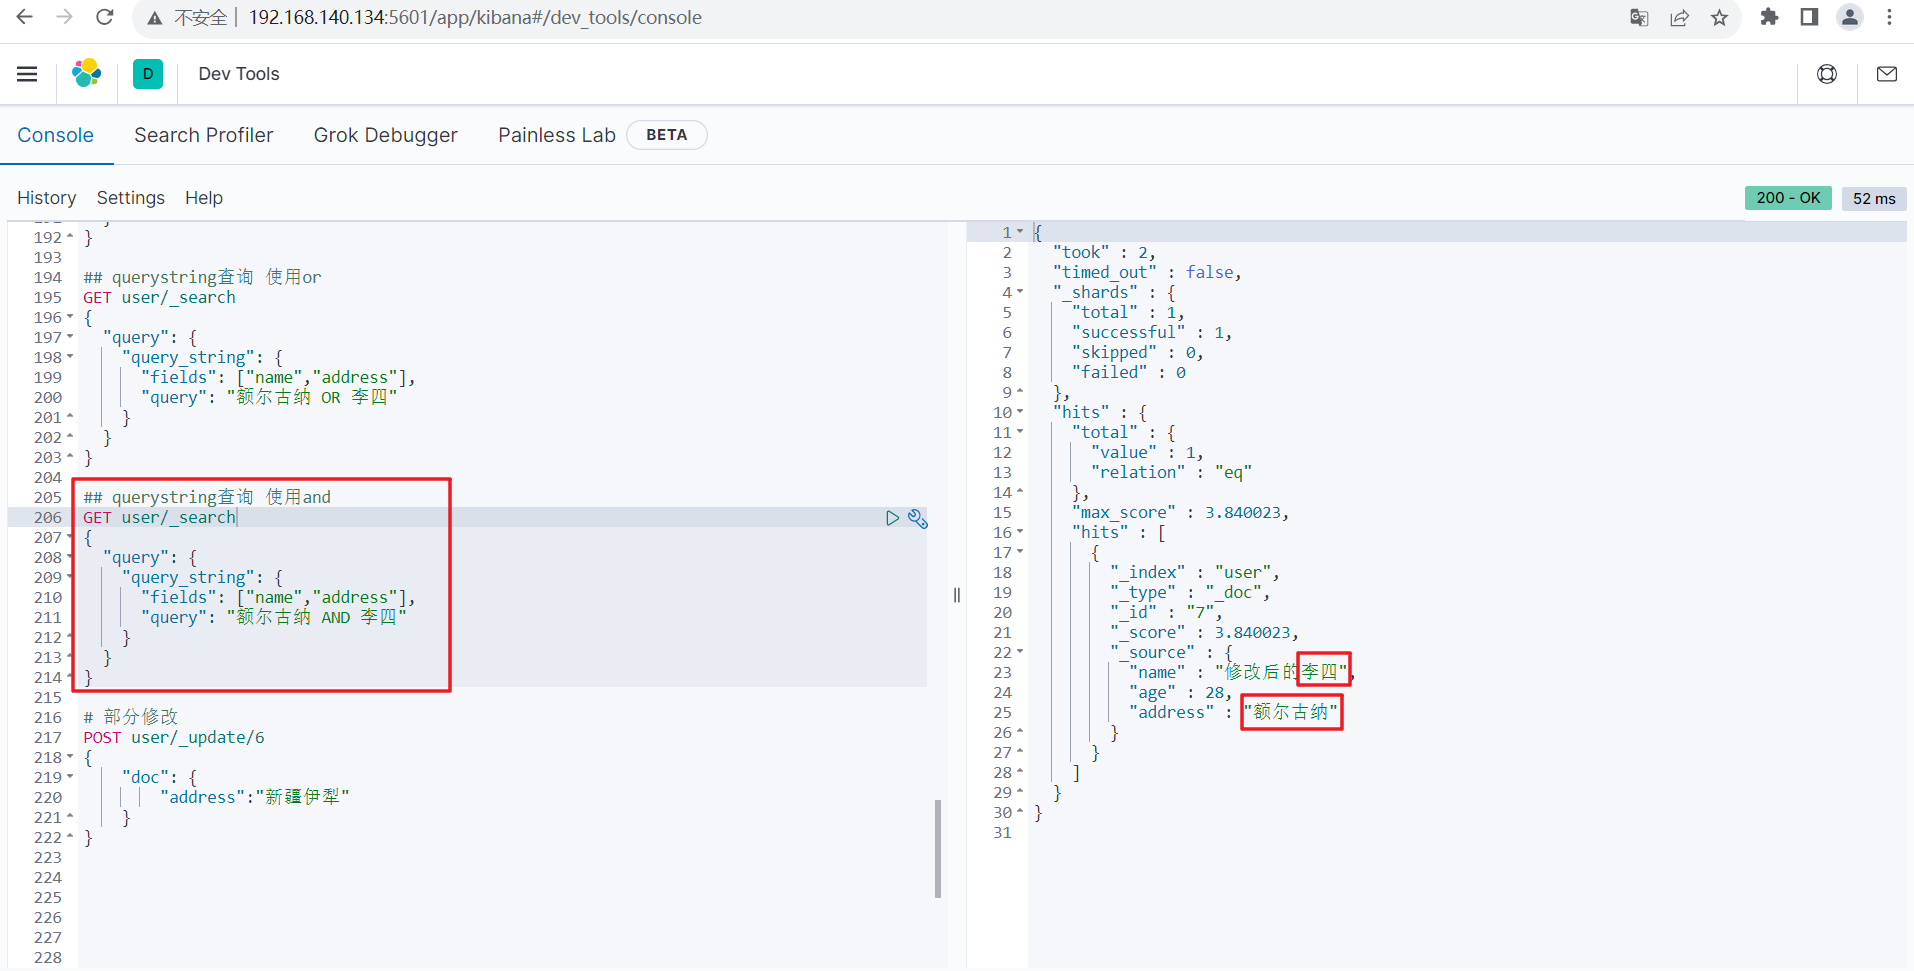 不安全 192.168.140.134:5601/app/kibana#/dev_tools/console
D Dev Tools
Console Search Profiler Grok Debugger Painless Lab BETA
History Settings Help
200 - OK 52 ms
192 }
193
194 ## querystring查询 使用or
195 GET user/_search
196 {
197 "query": {
198 "query_string": {
199 "fields": ["name","address"],
200 "query": "额尔古纳 OR 李四"
201 }
202 }
203 }
204
205 ## querystring查询 使用and
206 GET user/_search
207 {
208 "query": {
209 "query_string": {
210 "fields": ["name","address"],
211 "query": "额尔古纳 AND 李四"
212 }
213 }
214 }
215
216 # 部分修改
217 POST user/_update/6
218 {
219 "doc": {
220 "address":"新疆伊犁"
221 }
222 }
223
224
225
226
227
228
1 {
2 "took" : 2,
3 "timed_out" : false,
4 "_shards" : {
5 "total" : 1,
6 "successful" : 1,
7 "skipped" : 0,
8 "failed" : 0
9 },
10 "hits" : {
11 "total" : {
12 "value" : 1,
13 "relation" : "eq"
14 },
15 "max_score" : 3.840023,
16 "hits" : [
17 {
18 "_index" : "user",
19 "_type" : "_doc",
20 "_id" : "7",
21 "_score" : 3.840023,
22 "_source" : {
23 "name" : "修改后的李四",
24 "age" : 28,
25 "address" : "额尔古纳"
26 }
27 }
28 ]
29 }
30 }
31